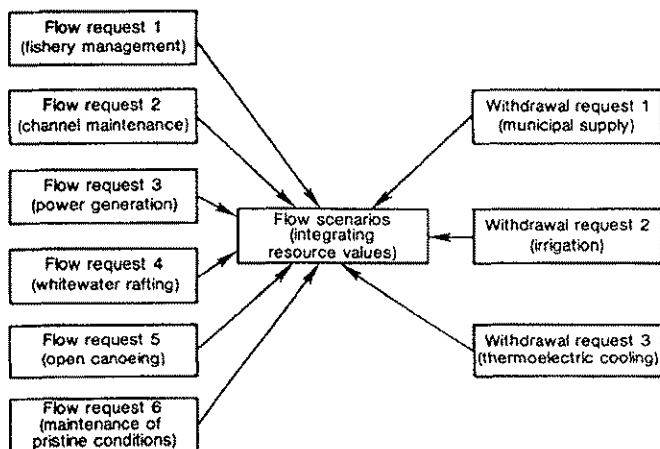 Flow request 1
(fishery management)
Flow request 2
(channel maintenance)
Flow request 3
(power generation)
Flow request 4
(whitewater rafting)
Flow request 5
(open canoeing)
Flow request 6
(maintenance of
pristine conditions)
Flow scenarios
(integrating
resource values)
Withdrawal request 1
(municipal supply)
Withdrawal request 2
(irrigation)
Withdrawal request 3
(thermoelectric cooling)